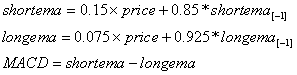 shortema = 0.15× price + 0.85* shortema[-1]
longema = 0.075× price + 0.925* longema[-1]
MACD = shortema − longema